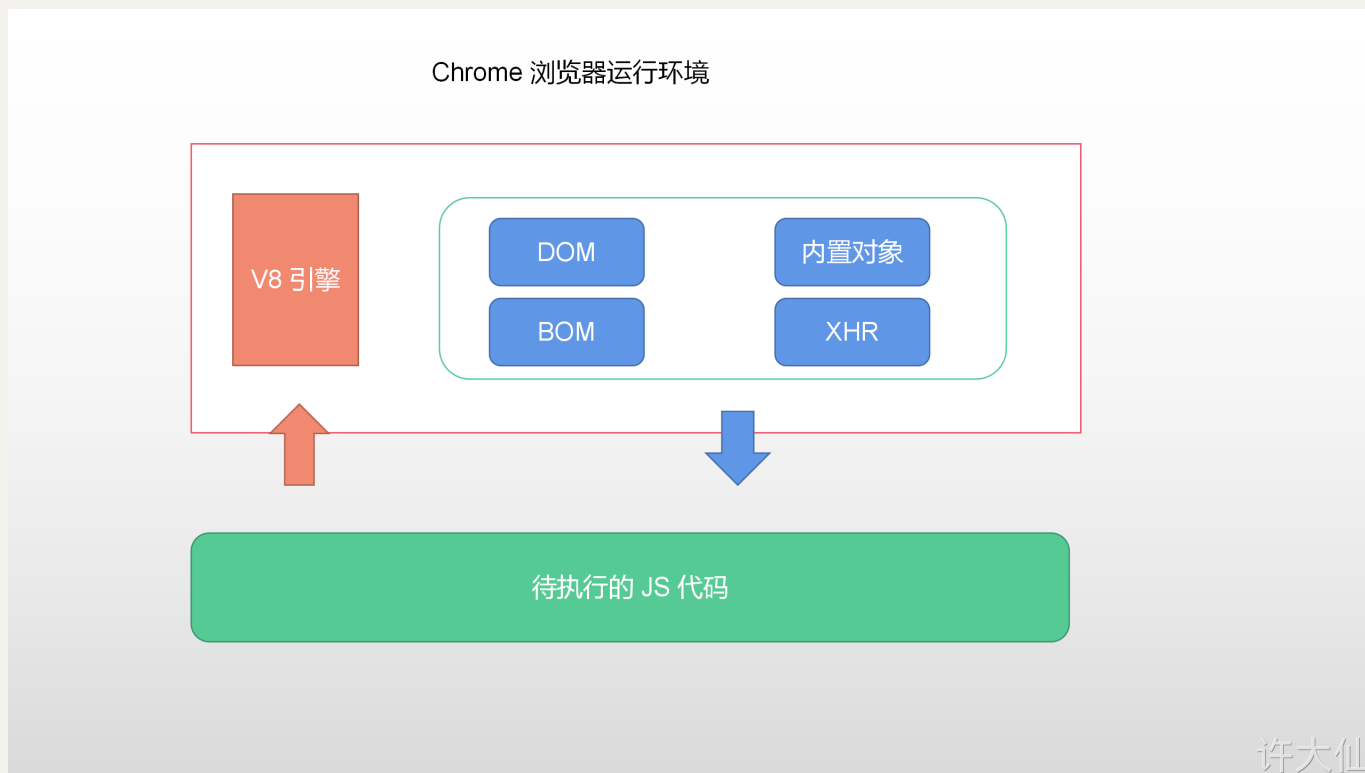 Chrome 浏览器运行环境
V8 引擎
DOM
内置对象
BOM
XHR
待执行的 JS 代码
许大仙